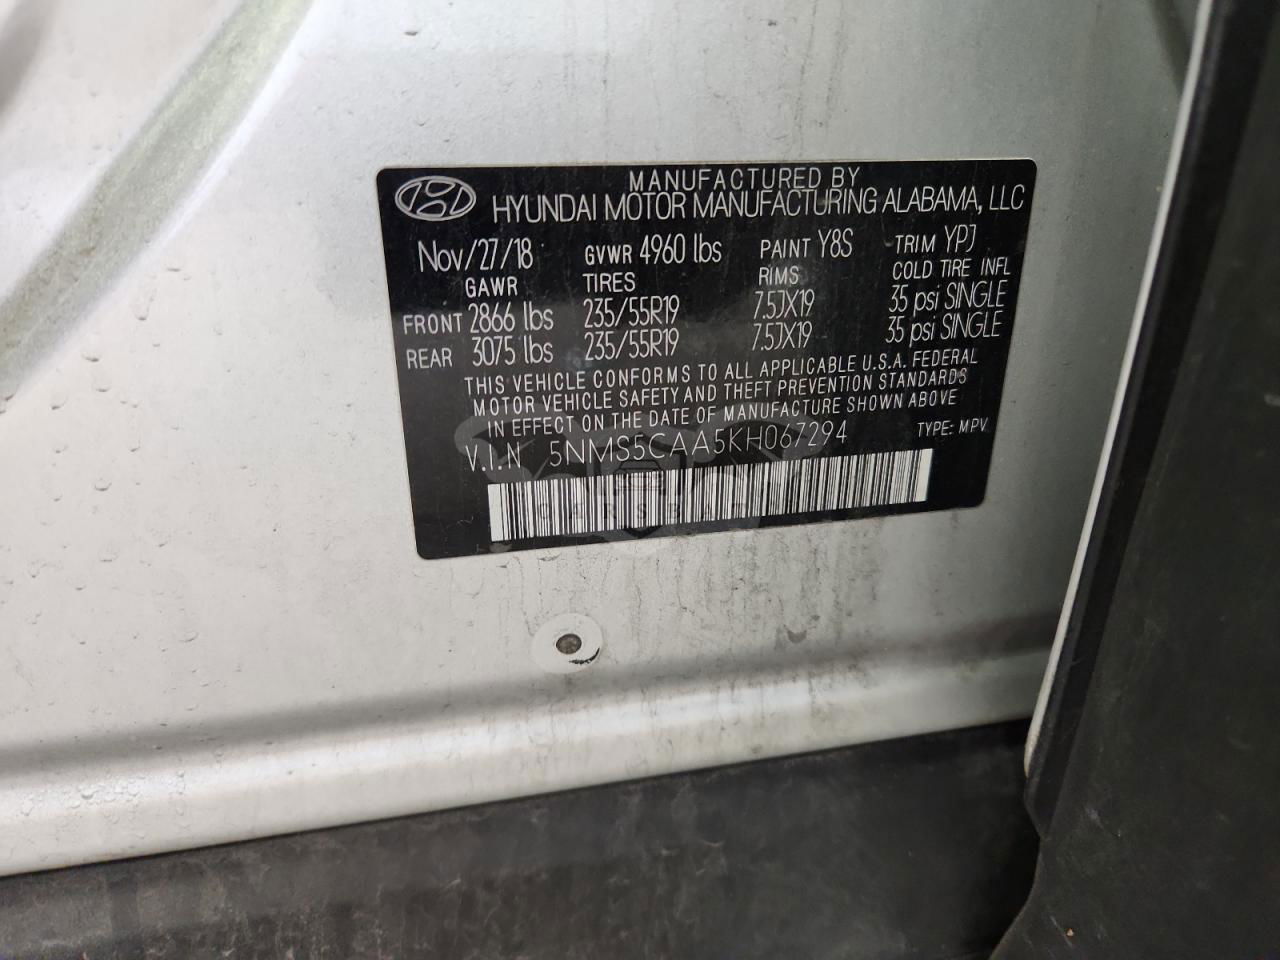 MANUFACTURED BY
HYUNDAI MOTOR MANUFACTURING ALABAMA, LLC
Nov/27/18 GVWR 4960 lbs PAINT Y8S TRIM YPJ
GAWR TIRES RIMS COLD TIRE INFL
FRONT 2866 lbs 235/55R19 7.5JX19 35 psi SINGLE
REAR 3075 lbs 235/55R19 7.5JX19 35 psi SINGLE
THIS VEHICLE CONFORMS TO ALL APPLICABLE U.S.A. FEDERAL
MOTOR VEHICLE SAFETY AND THEFT PREVENTION STANDARDS
IN EFFECT ON THE DATE OF MANUFACTURE SHOWN ABOVE
V.I.N 5NMS5CAA5KH067294 TYPE: MPV